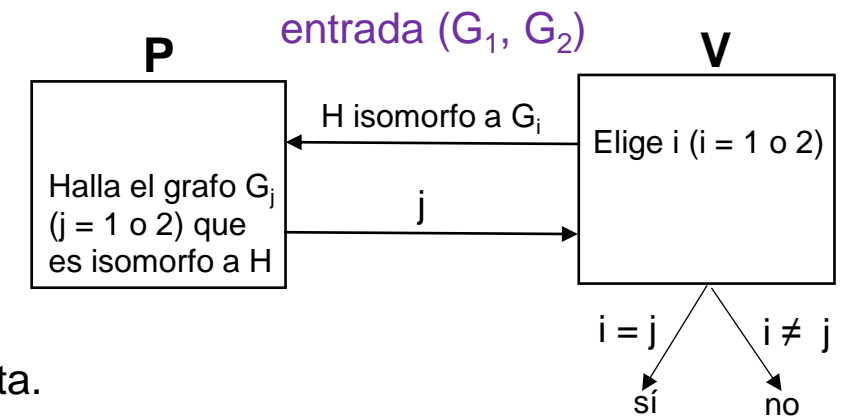 entrada (G₁, G₂)
P
V
H isomorfo a Gᵢ
Elige i (i = 1 o 2)
Halla el grafo Gⱼ
(j = 1 o 2) que
es isomorfo a H
j
i = j
i ≠ j
sí
no
ta.